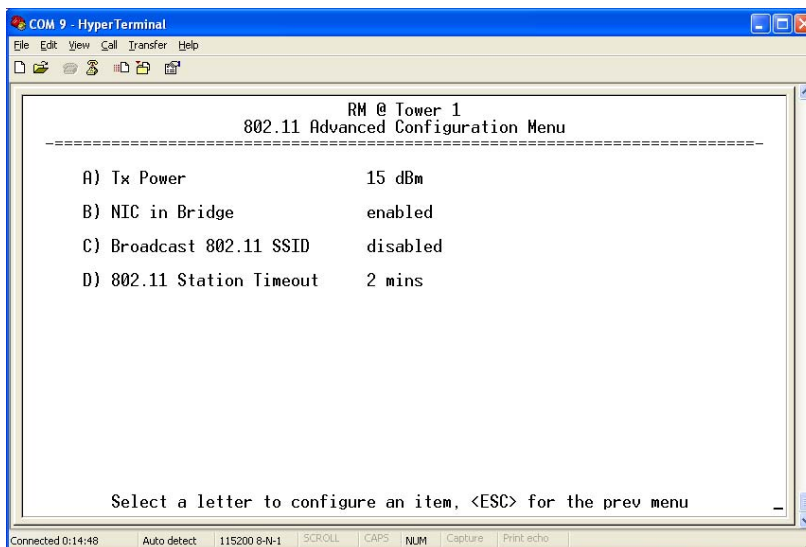 COM 9 - HyperTerminal
File Edit View Call Transfer Help
RM @ Tower 1
802.11 Advanced Configuration Menu
-==========================================================================-
A) Tx Power 15 dBm
B) NIC in Bridge enabled
C) Broadcast 802.11 SSID disabled
D) 802.11 Station Timeout 2 mins
Select a letter to configure an item, <ESC> for the prev menu _
Connected 0:14:48 Auto detect 115200 8-N-1 SCROLL CAPS NUM Capture Print echo